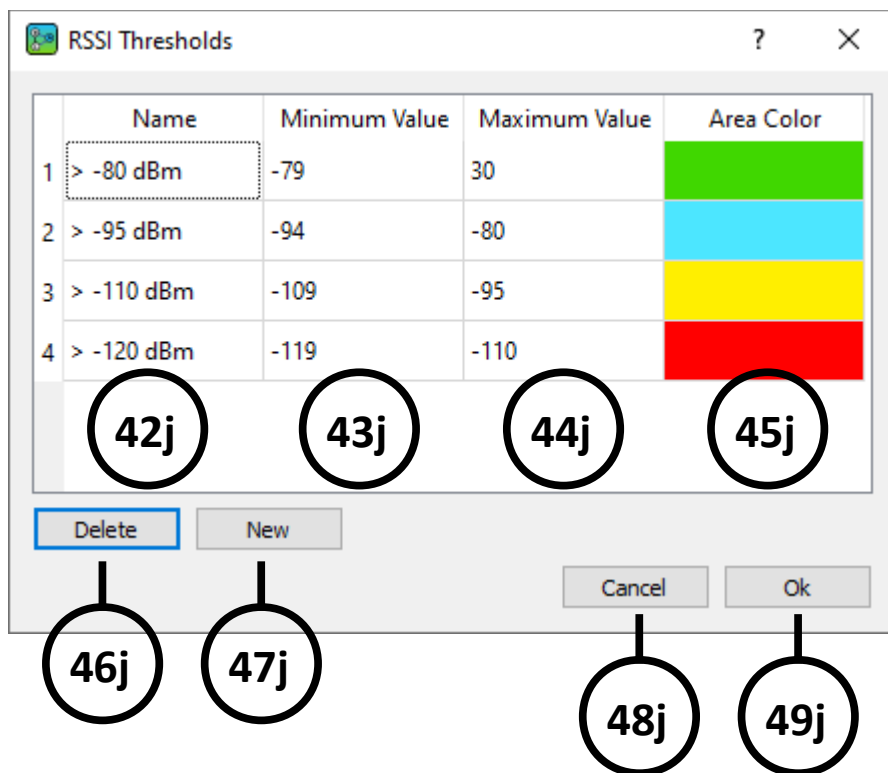 RSSI Thresholds ? ×
Name Minimum Value Maximum Value Area Color
1 > -80 dBm -79 30
2 > -95 dBm -94 -80
3 > -110 dBm -109 -95
4 > -120 dBm -119 -110
42j 43j 44j 45j
Delete New
Cancel Ok
46j 47j
48j 49j